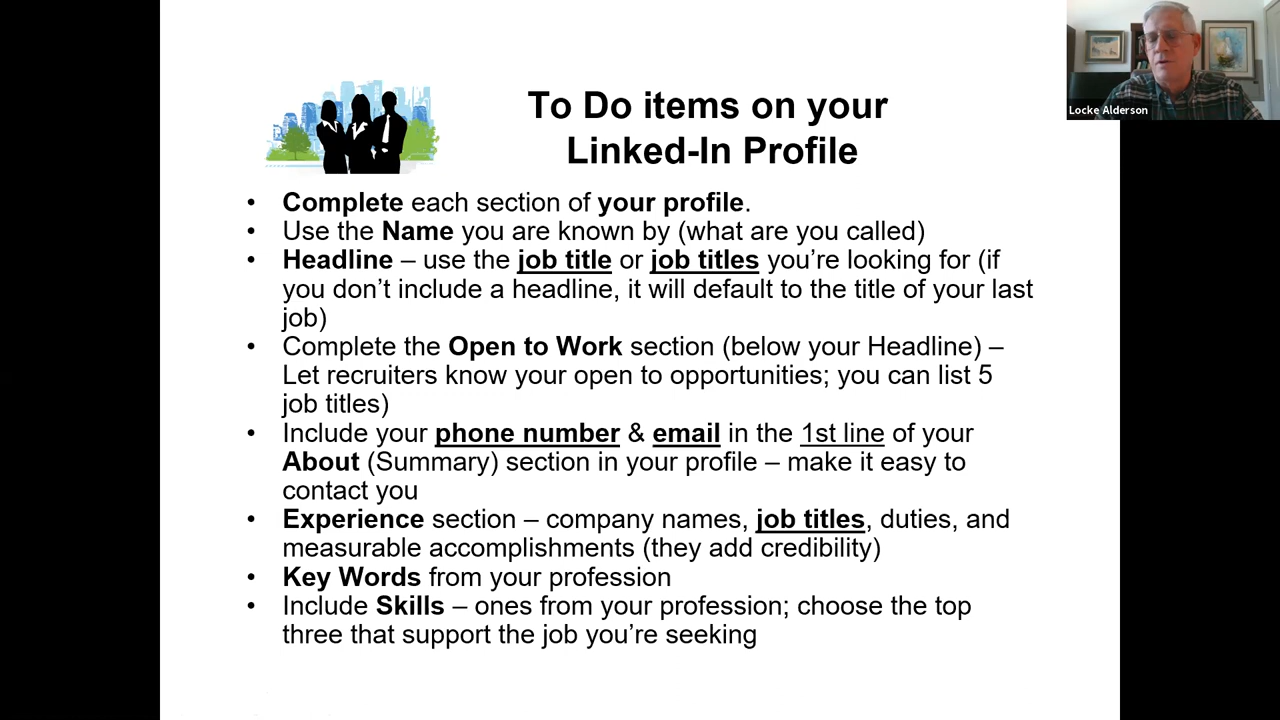 To Do items on your
Linked-In Profile
Locke Alderson
• Complete each section of your profile.
• Use the Name you are known by (what are you called)
• Headline – use the job title or job titles you’re looking for (if
you don’t include a headline, it will default to the title of your last
job)
• Complete the Open to Work section (below your Headline) –
Let recruiters know your open to opportunities; you can list 5
job titles)
• Include your phone number & email in the 1st line of your
About (Summary) section in your profile – make it easy to
contact you
• Experience section – company names, job titles, duties, and
measurable accomplishments (they add credibility)
• Key Words from your profession
• Include Skills – ones from your profession; choose the top
three that support the job you’re seeking